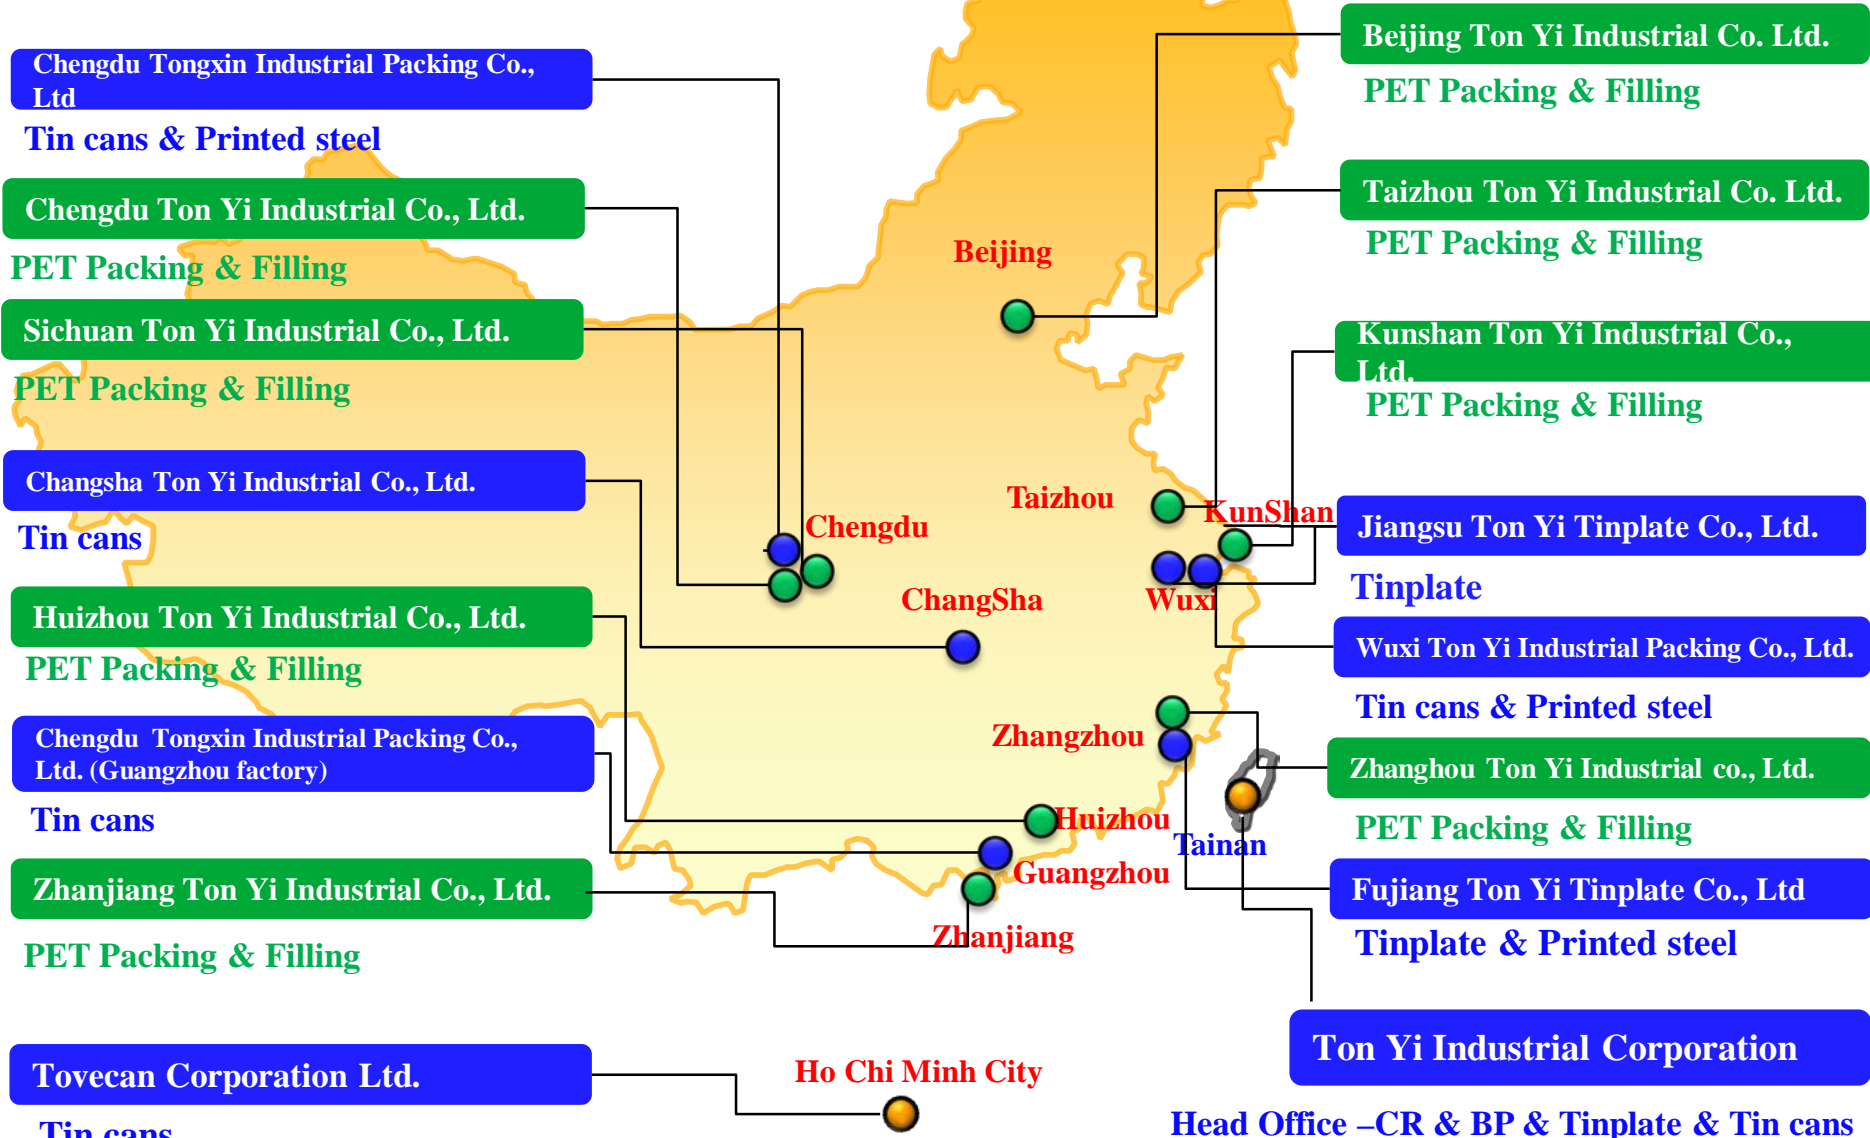 Chengdu Tongxin Industrial Packing Co.,
Ltd
Tin cans & Printed steel
Chengdu Ton Yi Industrial Co., Ltd.
PET Packing & Filling
Sichuan Ton Yi Industrial Co., Ltd.
PET Packing & Filling
Changsha Ton Yi Industrial Co., Ltd.
Tin cans
Huizhou Ton Yi Industrial Co., Ltd.
PET Packing & Filling
Chengdu Tongxin Industrial Packing Co.,
Ltd. (Guangzhou factory)
Tin cans
Zhanjiang Ton Yi Industrial Co., Ltd.
PET Packing & Filling
Tovecan Corporation Ltd.
Tin cans
Beijing
Taizhou
KunShan
Chengdu
ChangSha
Wuxi
Zhangzhou
Huizhou
Tainan
Guangzhou
Zhanjiang
Ho Chi Minh City
Beijing Ton Yi Industrial Co. Ltd.
PET Packing & Filling
Taizhou Ton Yi Industrial Co. Ltd.
PET Packing & Filling
Kunshan Ton Yi Industrial Co.,
Ltd.
PET Packing & Filling
Jiangsu Ton Yi Tinplate Co., Ltd.
Tinplate
Wuxi Ton Yi Industrial Packing Co., Ltd.
Tin cans & Printed steel
Zhanghou Ton Yi Industrial co., Ltd.
PET Packing & Filling
Fujiang Ton Yi Tinplate Co., Ltd
Tinplate & Printed steel
Ton Yi Industrial Corporation
Head Office –CR & BP & Tinplate & Tin cans